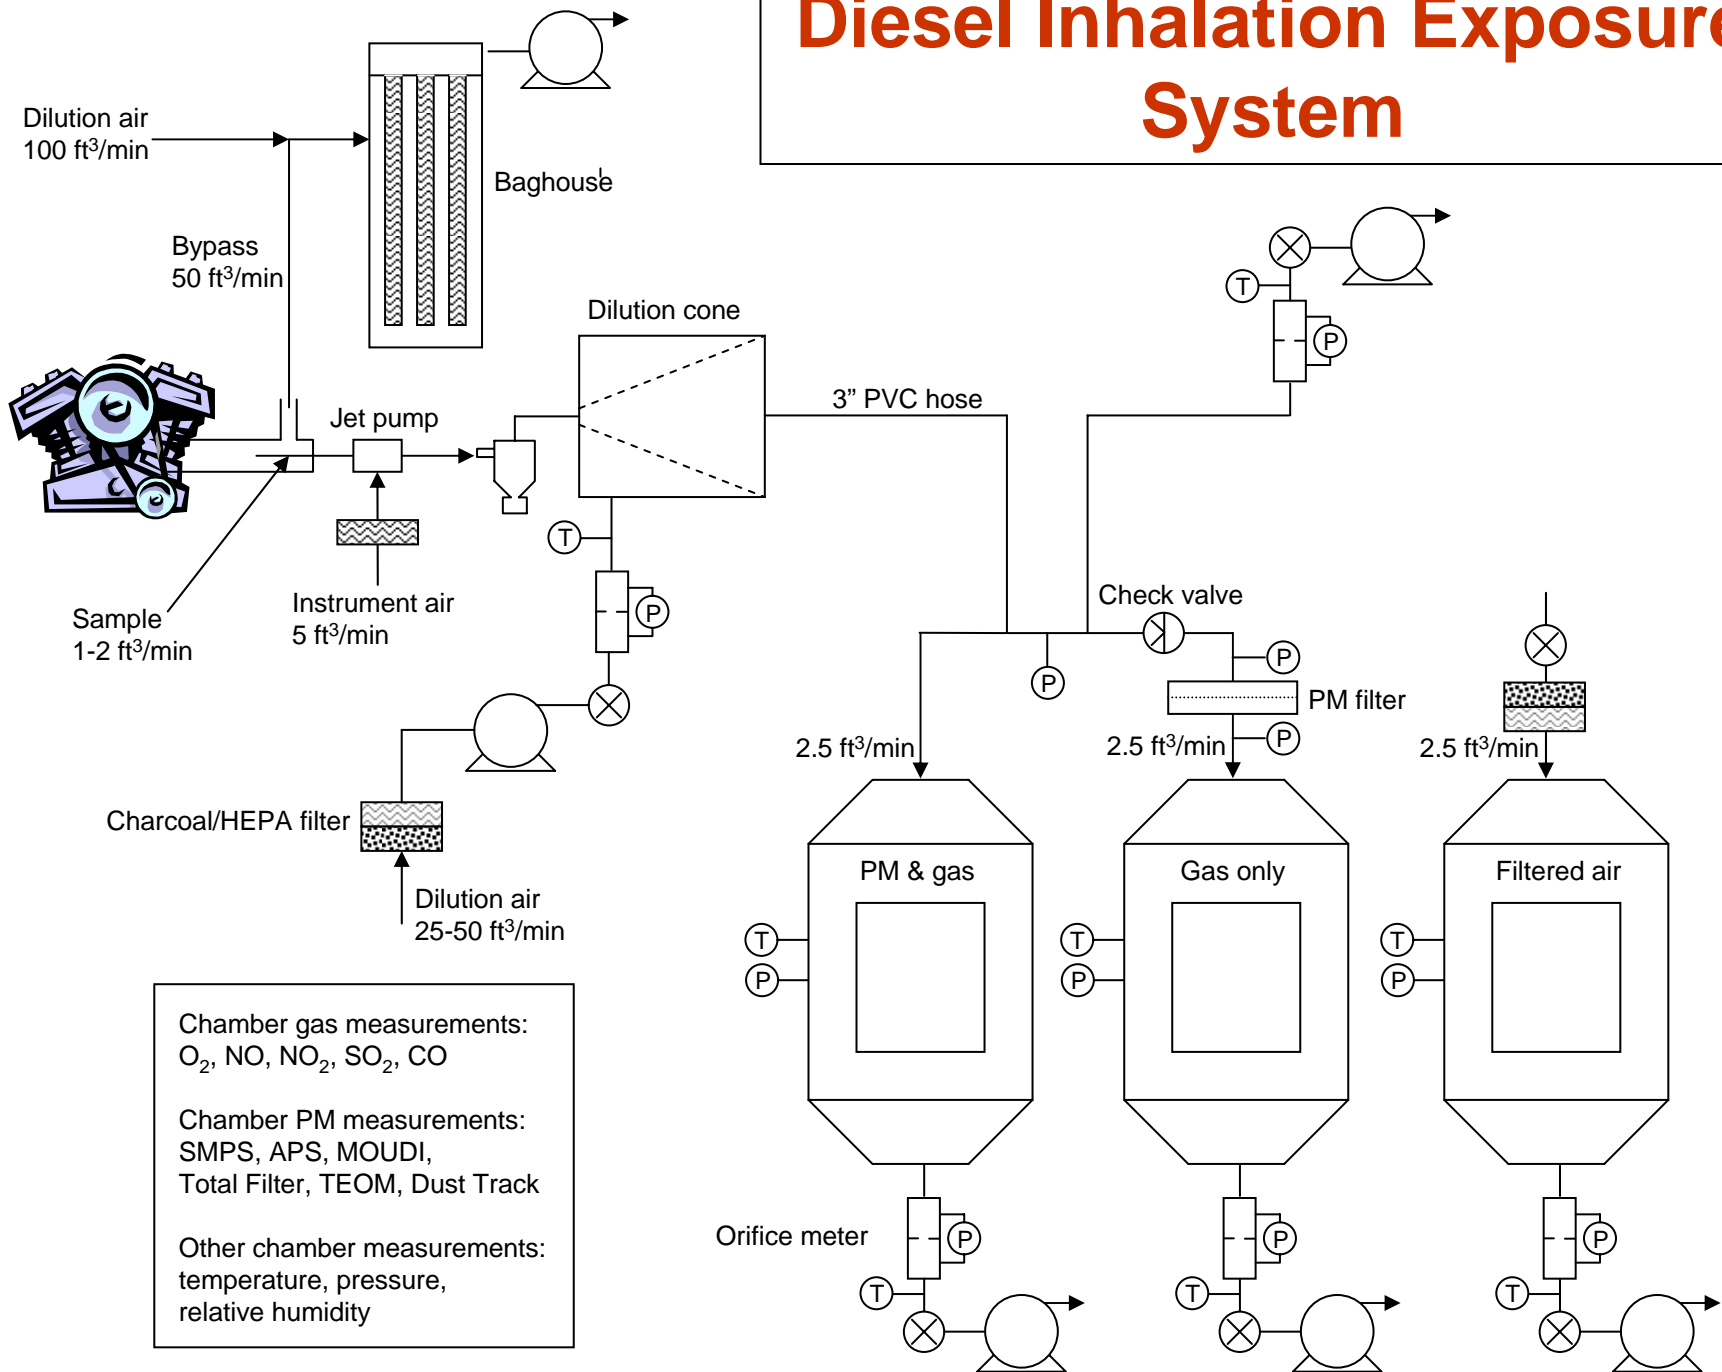 Diesel Inhalation Exposure
System
Dilution air
100 ft³/min
Baghouse
Bypass
50 ft³/min
Dilution cone
Jet pump
3” PVC hose
T
P
T
P
Sample
1-2 ft³/min
Instrument air
5 ft³/min
Check valve
P
P
PM filter
P
2.5 ft³/min
2.5 ft³/min
2.5 ft³/min
Charcoal/HEPA filter
Dilution air
25-50 ft³/min
PM & gas
Gas only
Filtered air
T
P
T
P
T
P
Chamber gas measurements:
O₂, NO, NO₂, SO₂, CO
Chamber PM measurements:
SMPS, APS, MOUDI,
Total Filter, TEOM, Dust Track
Other chamber measurements:
temperature, pressure,
relative humidity
Orifice meter
P
P
P
T
T
T